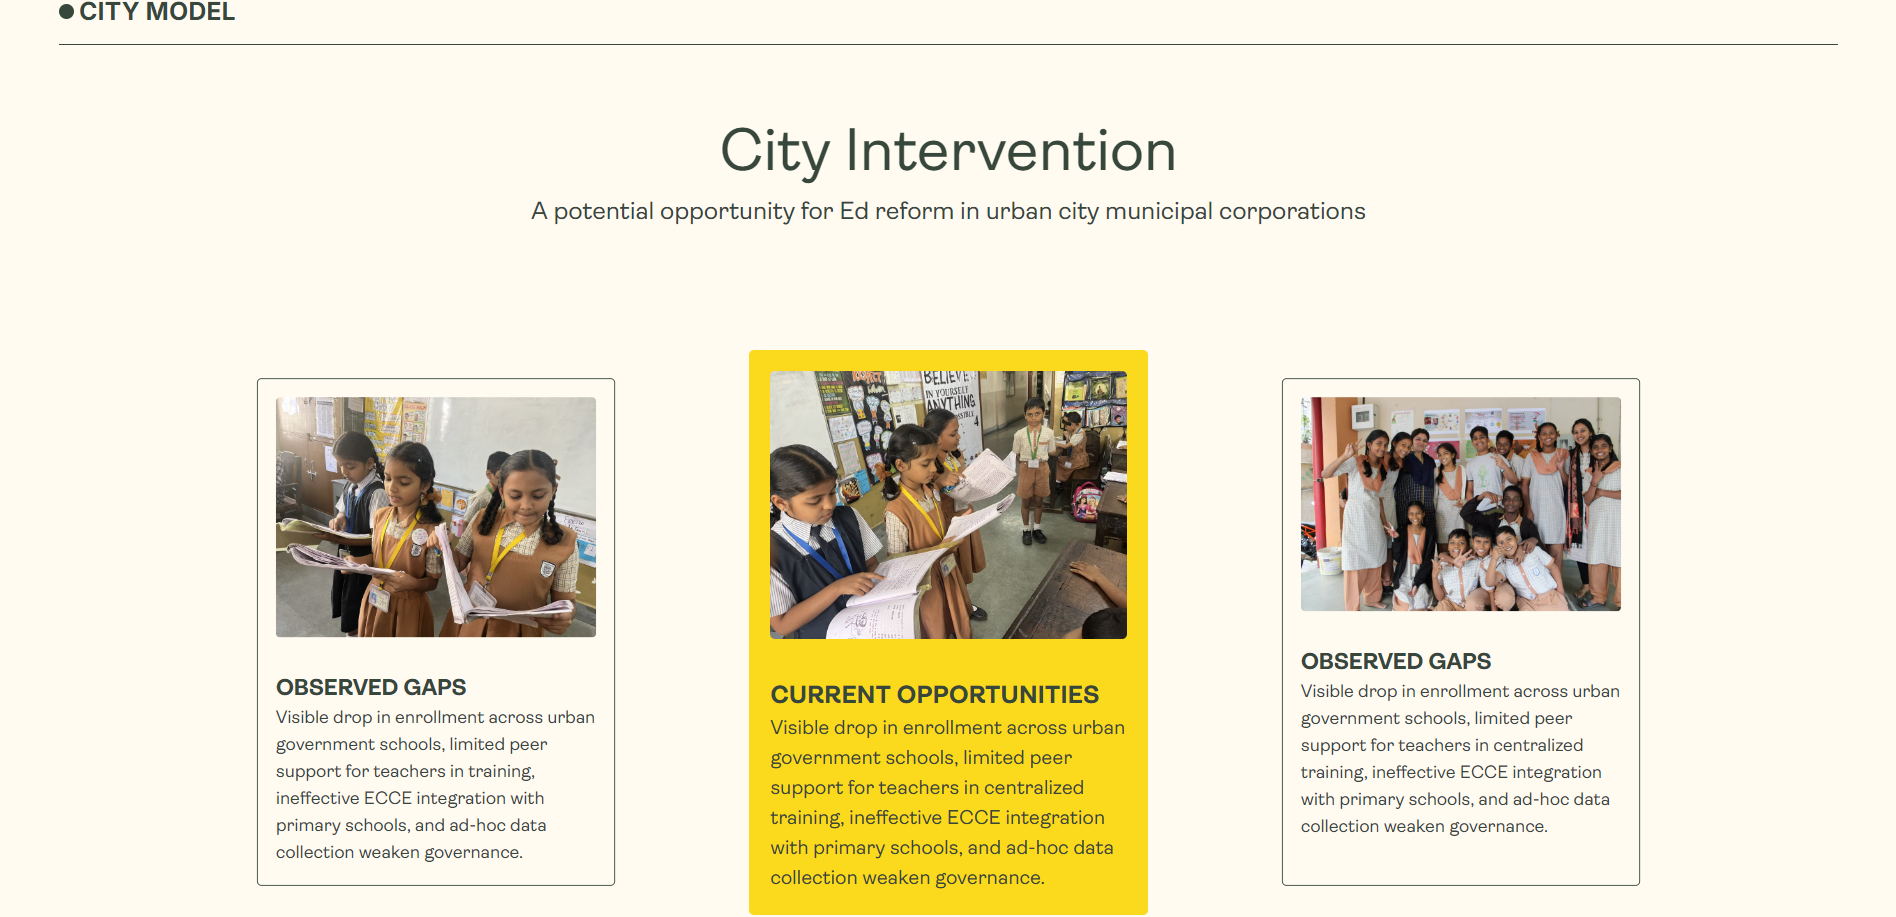 CITY MODEL
City Intervention
A potential opportunity for Ed reform in urban city municipal corporations
OBSERVED GAPS
Visible drop in enrollment across urban
government schools, limited peer
support for teachers in training,
ineffective ECCE integration with
primary schools, and ad-hoc data
collection weaken governance.
BELIEVE
IN YOURSELF
ANYTHING
CURRENT OPPORTUNITIES
Visible drop in enrollment across urban
government schools, limited peer
support for teachers in centralized
training, ineffective ECCE integration
with primary schools, and ad-hoc data
collection weaken governance.
OBSERVED GAPS
Visible drop in enrollment across urban
government schools, limited peer
support for teachers in centralized
training, ineffective ECCE integration
with primary schools, and ad-hoc data
collection weaken governance.